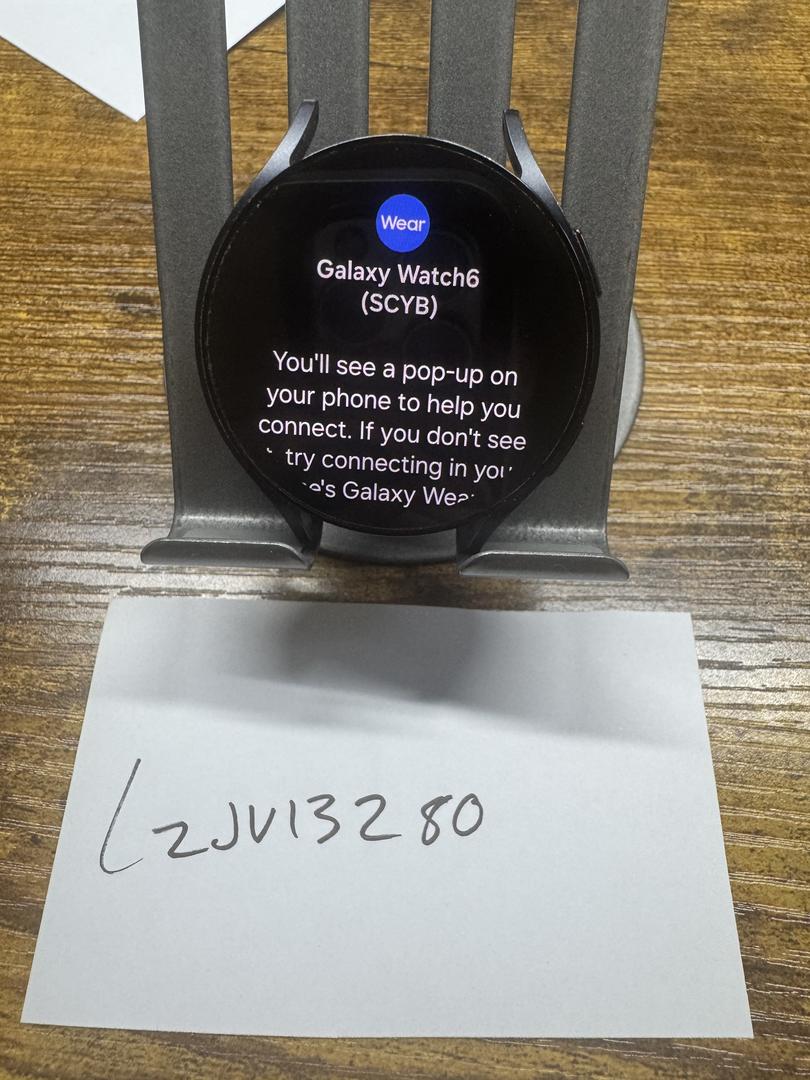 Wear
Galaxy Watch6
(SCYB)
You'll see a pop-up on
your phone to help you
connect. If you don't see
try connecting in
Galaxy
LZJV13280